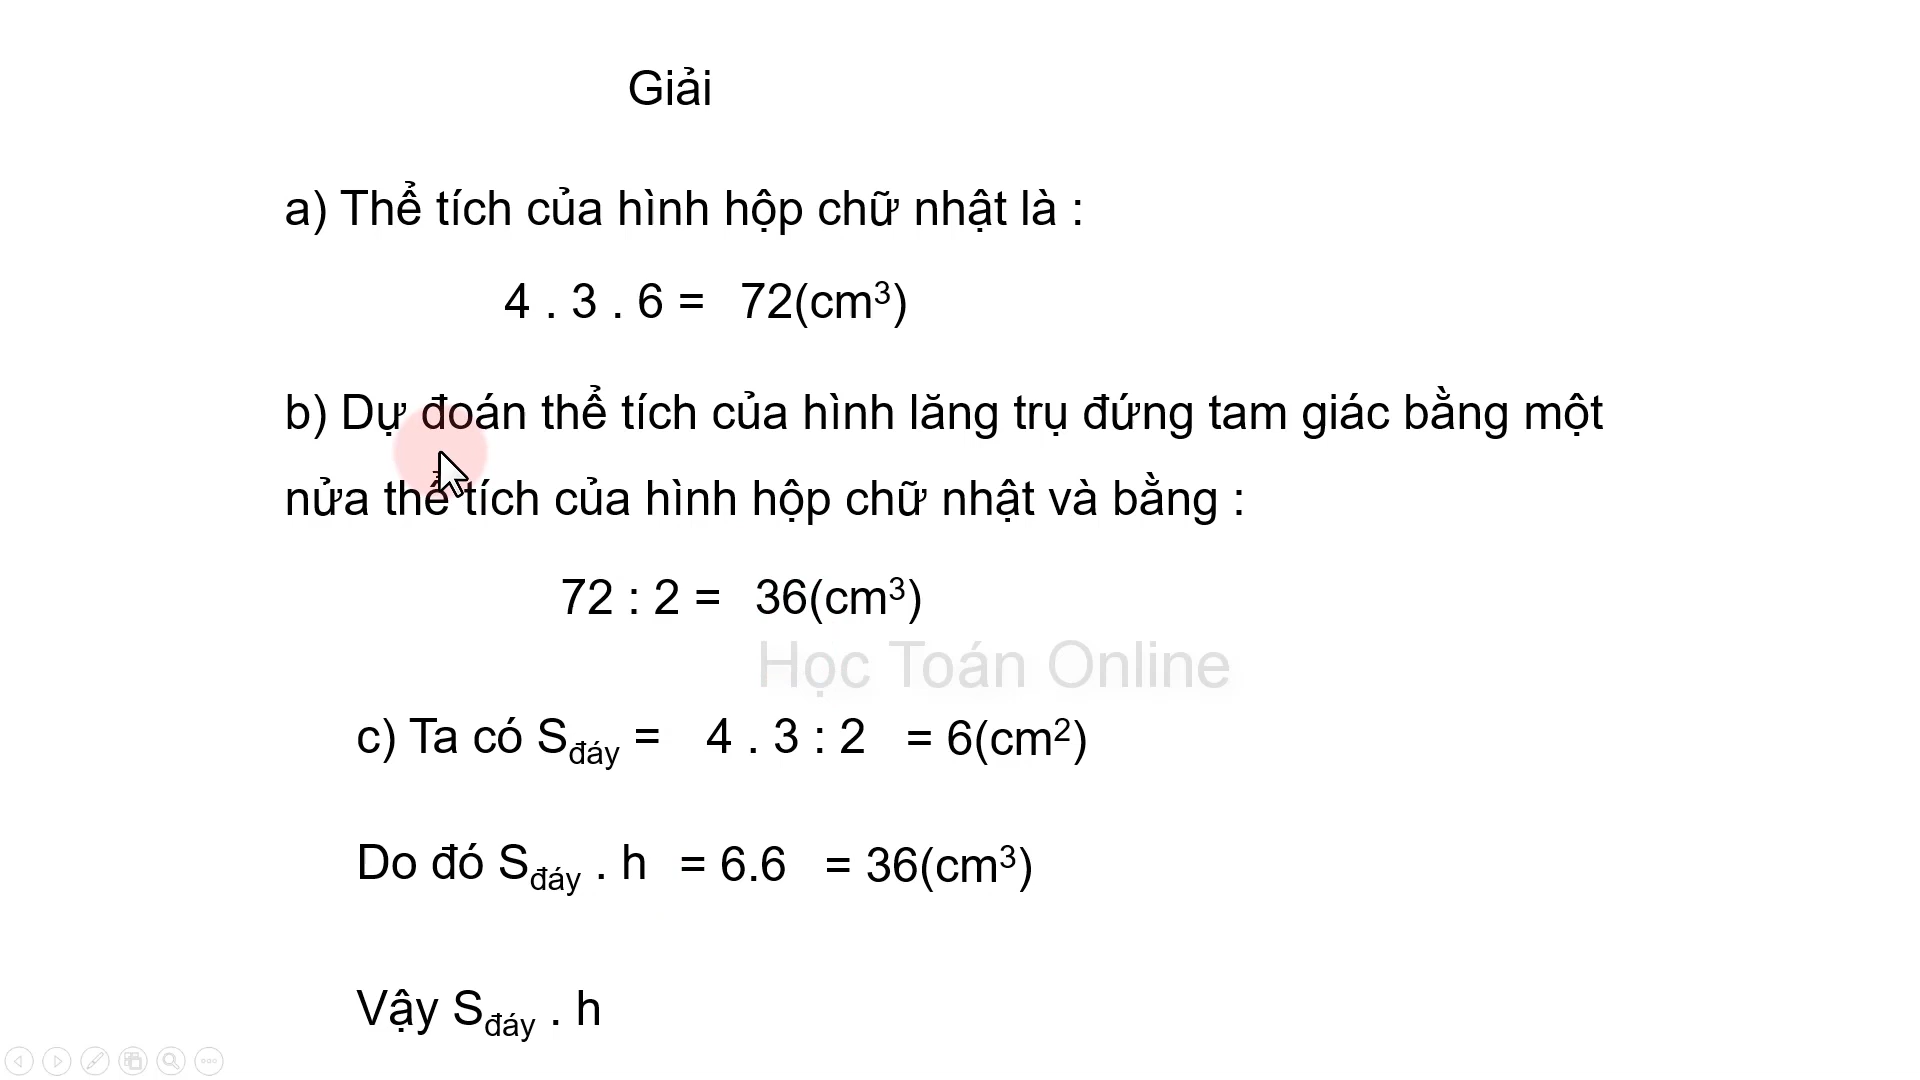 Giải
a) Thể tích của hình hộp chữ nhật là :
4 . 3 . 6 = 72(cm³)
b) Dự đoán thể tích của hình lăng trụ đứng tam giác bằng một
nửa thể tích của hình hộp chữ nhật và bằng :
72 : 2 = 36(cm³)
Học Toán Online
c) Ta có Sđáy = 4 . 3 : 2 = 6(cm²)
Do đó Sđáy . h = 6.6 = 36(cm³)
Vậy Sđáy . h